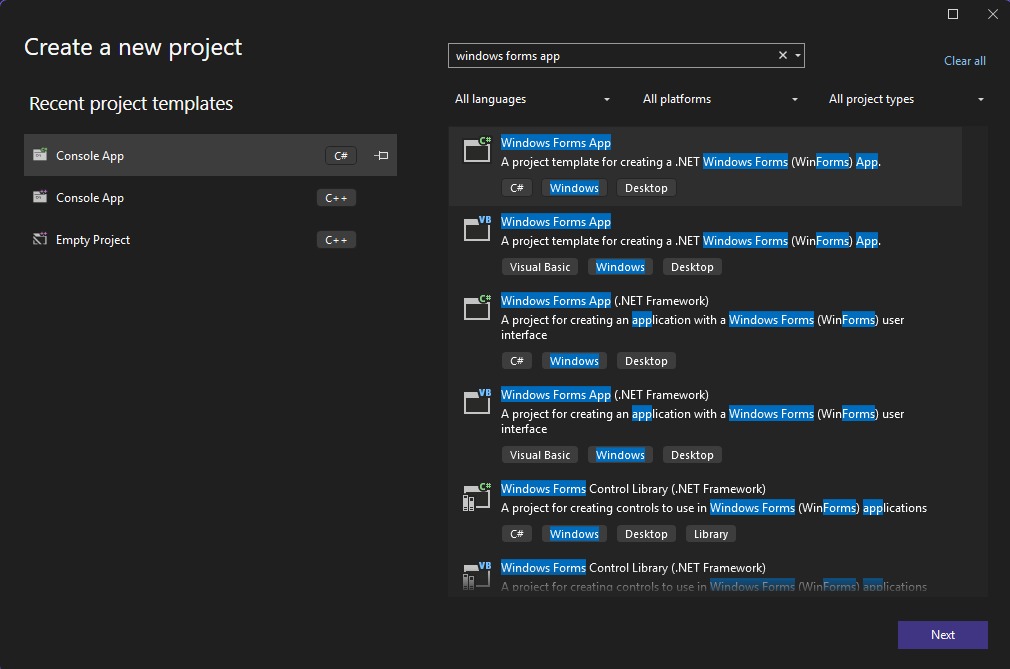 Create a new project
windows forms app
Clear all
Recent project templates
All languages
All platforms
All project types
Console App
C#
Console App
C++
Empty Project
C++
C#
Windows Forms App
A project template for creating a .NET Windows Forms (WinForms) App.
C# Windows Desktop
VB
Windows Forms App
A project template for creating a .NET Windows Forms (WinForms) App.
Visual Basic Windows Desktop
C#
Windows Forms App (.NET Framework)
A project for creating an application with a Windows Forms (WinForms) user
interface
C# Windows Desktop
VB
Windows Forms App (.NET Framework)
A project for creating an application with a Windows Forms (WinForms) user
interface
Visual Basic Windows Desktop
C#
Windows Forms Control Library (.NET Framework)
A project for creating controls to use in Windows Forms (WinForms) applications
C# Windows Desktop Library
VB
Windows Forms Control Library (.NET Framework)
A project for creating controls to use in Windows Forms (WinForms) applications
Next